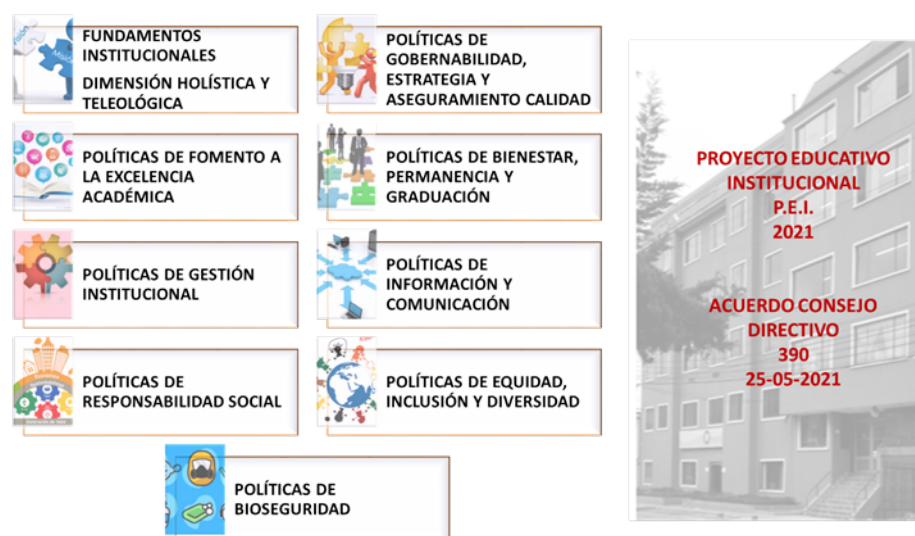 FUNDAMENTOS
INSTITUCIONALES
DIMENSIÓN HOLÍSTICA Y
TELEOLÓGICA
POLÍTICAS DE
GOBERNABILIDAD,
ESTRATEGIA Y
ASEGURAMIENTO CALIDAD
POLÍTICAS DE FOMENTO A
LA EXCELENCIA
ACADÉMICA
POLÍTICAS DE BIENESTAR,
PERMANENCIA Y
GRADUACIÓN
POLÍTICAS DE GESTIÓN
INSTITUCIONAL
POLÍTICAS DE
INFORMACIÓN Y
COMUNICACIÓN
POLÍTICAS DE
RESPONSABILIDAD SOCIAL
POLÍTICAS DE EQUIDAD,
INCLUSIÓN Y DIVERSIDAD
POLÍTICAS DE
BIOSEGURIDAD
PROYECTO EDUCATIVO
INSTITUCIONAL
P.E.I.
2021
ACUERDO CONSEJO
DIRECTIVO
390
25-05-2021